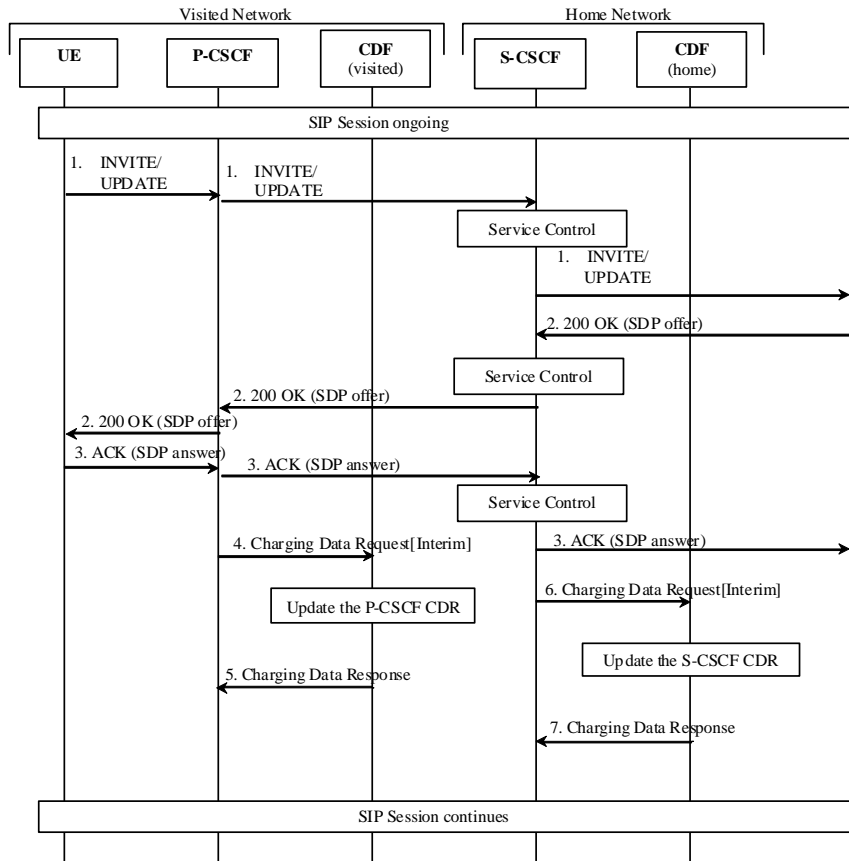 Visited Network
Home Network
UE
P-CSCF
CDF
(visited)
S-CSCF
CDF
(home)
SIP Session ongoing
1. INVITE/
UPDATE
1. INVITE/
UPDATE
Service Control
1. INVITE/
UPDATE
2. 200 OK (SDP offer)
Service Control
2. 200 OK (SDP offer)
2. 200 OK (SDP offer)
3. ACK (SDP answer)
3. ACK (SDP answer)
Service Control
4. Charging Data Request[Interim]
3. ACK (SDP answer)
6. Charging Data Request[Interim]
Update the P-CSCF CDR
Update the S-CSCF CDR
5. Charging Data Response
7. Charging Data Response
SIP Session continues